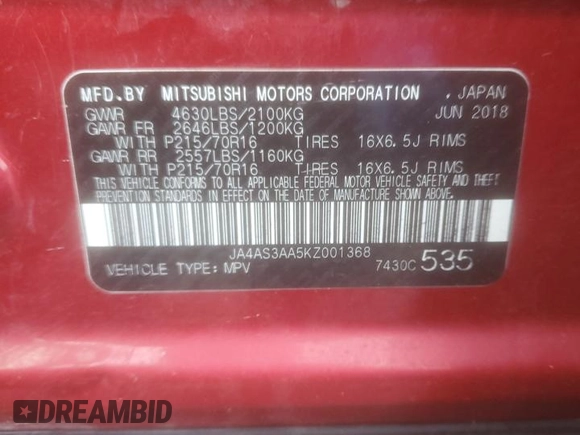 MFD. BY MITSUBISHI MOTORS CORPORATION , JAPAN
GVWR 4630LBS/2100KG JUN 2018
GAWR FR 2646LBS/1200KG
WITH P215/70R16 TIRES 16X6.5J RIMS
GAWR RR 2557LBS/1160KG
WITH P215/70R16 TIRES 16X6.5J RIMS
THIS VEHICLE CONFORMS TO ALL APPLICABLE FEDERAL MOTOR VEHICLE SAFETY AND THEFT
PREVENTION STANDARDS IN EFFECT ON THE DATE OF MANUFACTURE SHOWN ABOVE.
JA4AS3AA5KZ001368
VEHICLE TYPE: MPV 7430C 535
DREAMBID